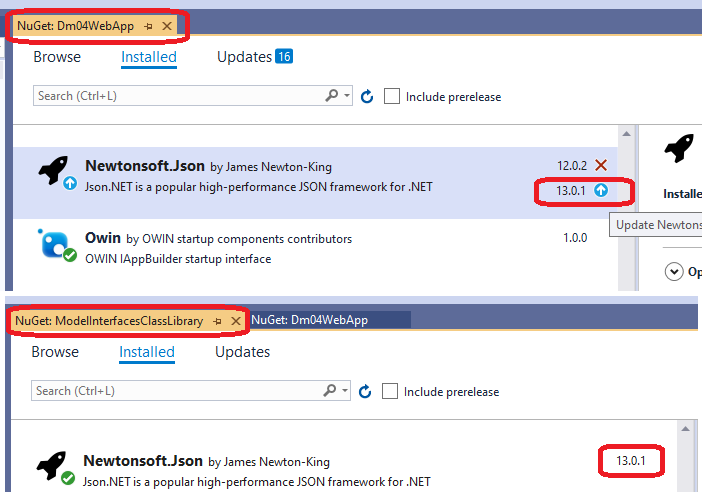 NuGet: Dm04WebApp
Browse Installed Updates 16
Search (Ctrl+L) Include prerelease
Newtonsoft.Json by James Newton-King 12.0.2
Json.NET is a popular high-performance JSON framework for .NET 13.0.1
Installe
Update Newtons
Owin by OWIN startup components contributors 1.0.0
OWIN IAppBuilder startup interface
Op
NuGet: ModelInterfacesClassLibrary NuGet: Dm04WebApp
Browse Installed Updates
Search (Ctrl+L) Include prerelease
Newtonsoft.Json by James Newton-King 13.0.1
Json.NET is a popular high-performance JSON framework for .NET